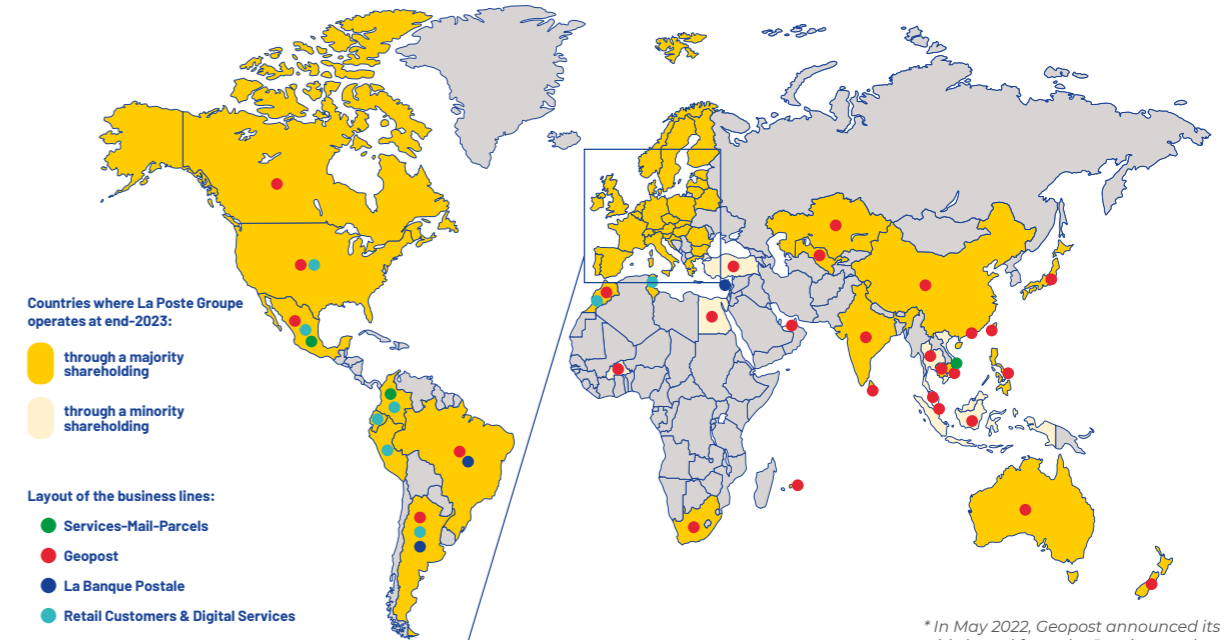 Countries where La Poste Groupe
operates at end-2023:
through a majority
shareholding
through a minority
shareholding
Layout of the business lines:
Services-Mail-Parcels
Geopost
La Banque Postale
Retail Customers & Digital Services
* In May 2022, Geopost announced its